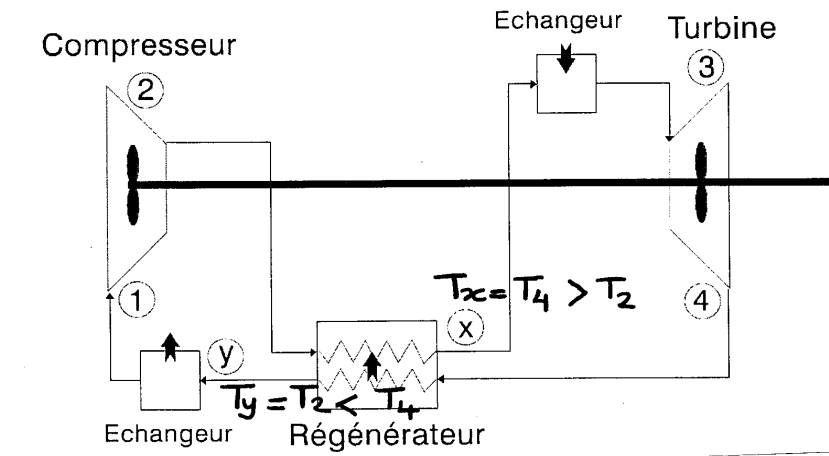 Echangeur
Turbine
Compresseur
3
2
Tx = T4 > T2
1
4
x
y
Ty = T2 < T4
Echangeur
Régénérateur